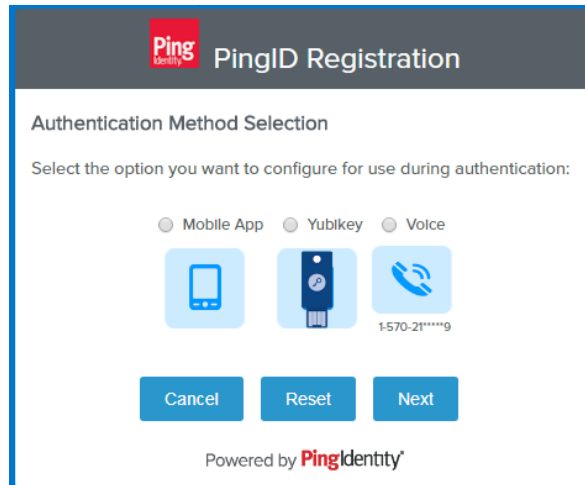 Ping
Identity
PingID Registration
Authentication Method Selection
Select the option you want to configure for use during authentication:
Mobile App Yubikey Voice
1-570-21*****9
Cancel Reset Next
Powered by PingIdentity®